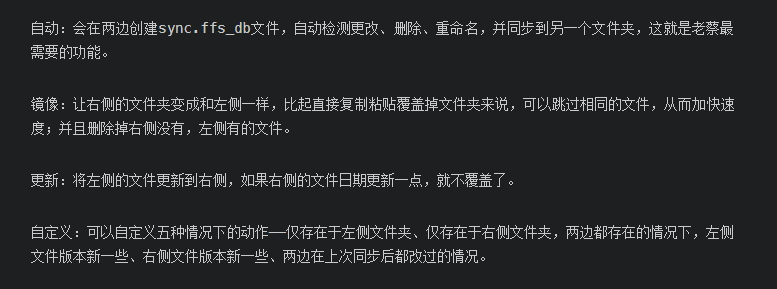 自动：会在两边创建sync.ffs_db文件，自动检测更改、删除、重命名，并同步到另一个文件夹，这就是老蔡最
需要的功能。
镜像：让右侧的文件夹变成和左侧一样，比起直接复制粘贴覆盖掉文件夹来说，可以跳过相同的文件，从而加快速
度；并且删除掉右侧没有，左侧有的文件。
更新：将左侧的文件更新到右侧，如果右侧的文件日期更新一点，就不覆盖了。
自定义：可以自定义五种情况下的动作——仅存在于左侧文件夹、仅存在于右侧文件夹，两边都存在的情况下，左侧
文件版本新一些、右侧文件版本新一些、两边在上次同步后都改过的情况。